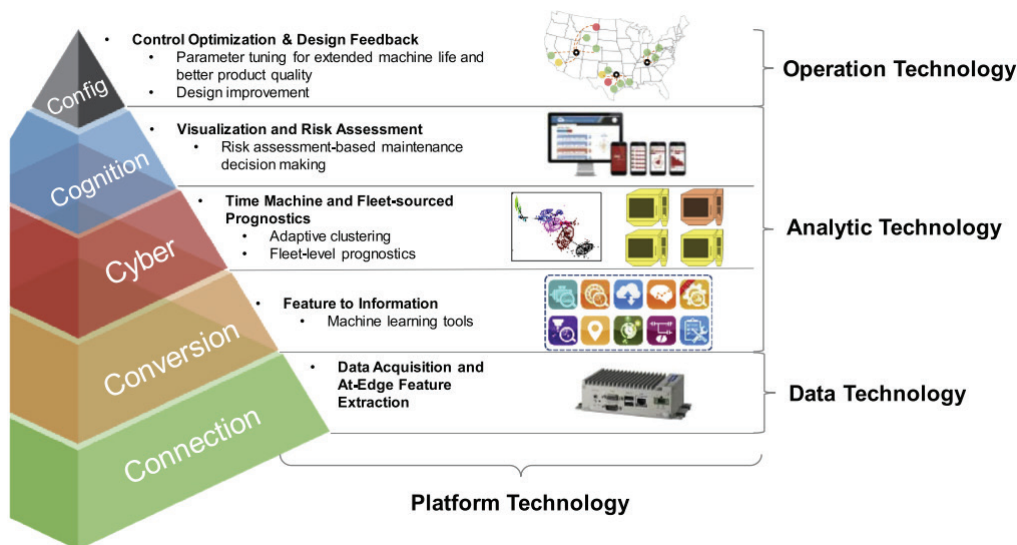 Config
• Control Optimization & Design Feedback
• Parameter tuning for extended machine life and
better product quality
• Design improvement
Operation Technology
Cognition
• Visualization and Risk Assessment
• Risk assessment-based maintenance
decision making
Cyber
• Time Machine and Fleet-sourced
Prognostics
• Adaptive clustering
• Fleet-level prognostics
Analytic Technology
Conversion
• Feature to Information
• Machine learning tools
Connection
• Data Acquisition and
At-Edge Feature
Extraction
Data Technology
Platform Technology